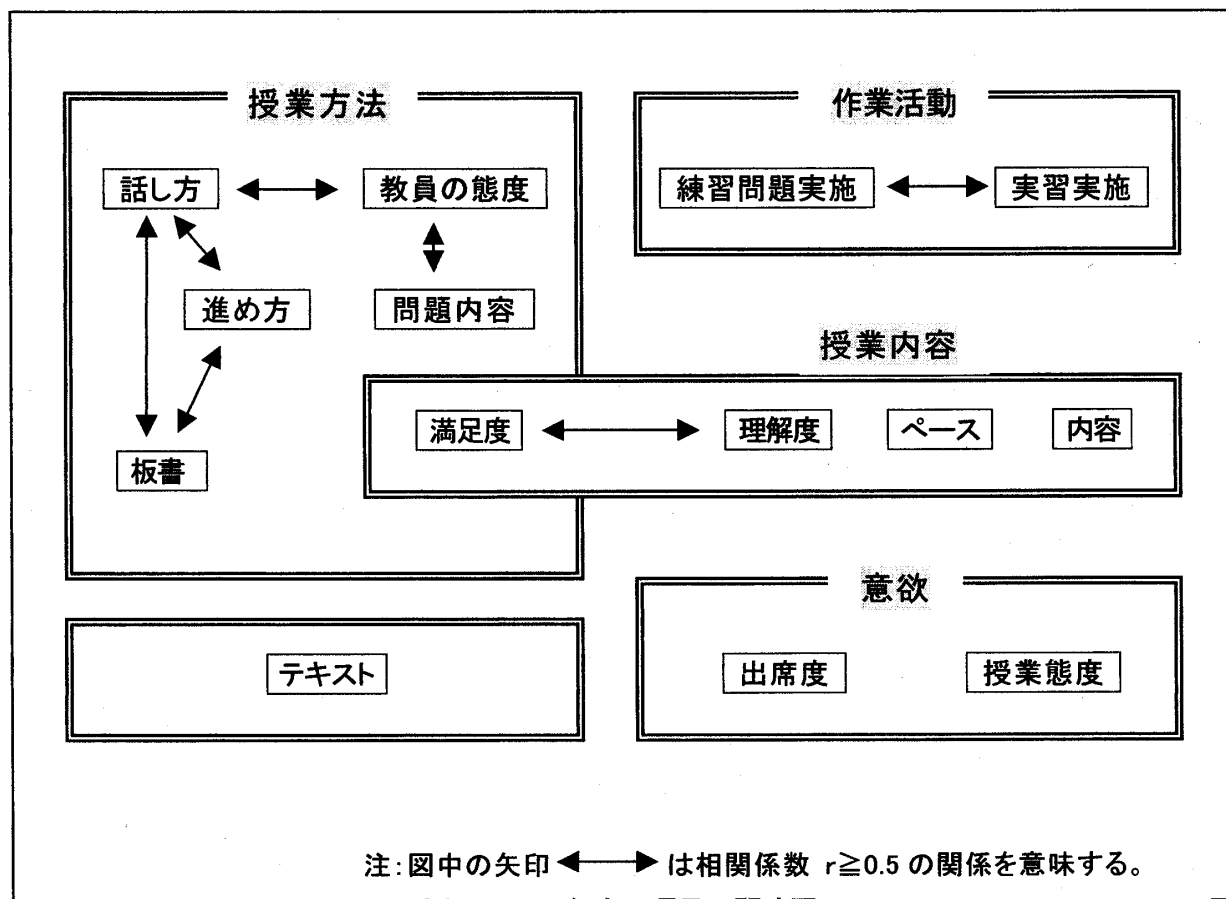 授業方法
話し方
教員の態度
進め方
問題内容
板書
作業活動
練習問題実施
実習実施
授業内容
満足度
理解度
ペース
内容
テキスト
意欲
出席度
授業態度
注:図中の矢印 は相関係数 r≧0.5 の関係を意味する。